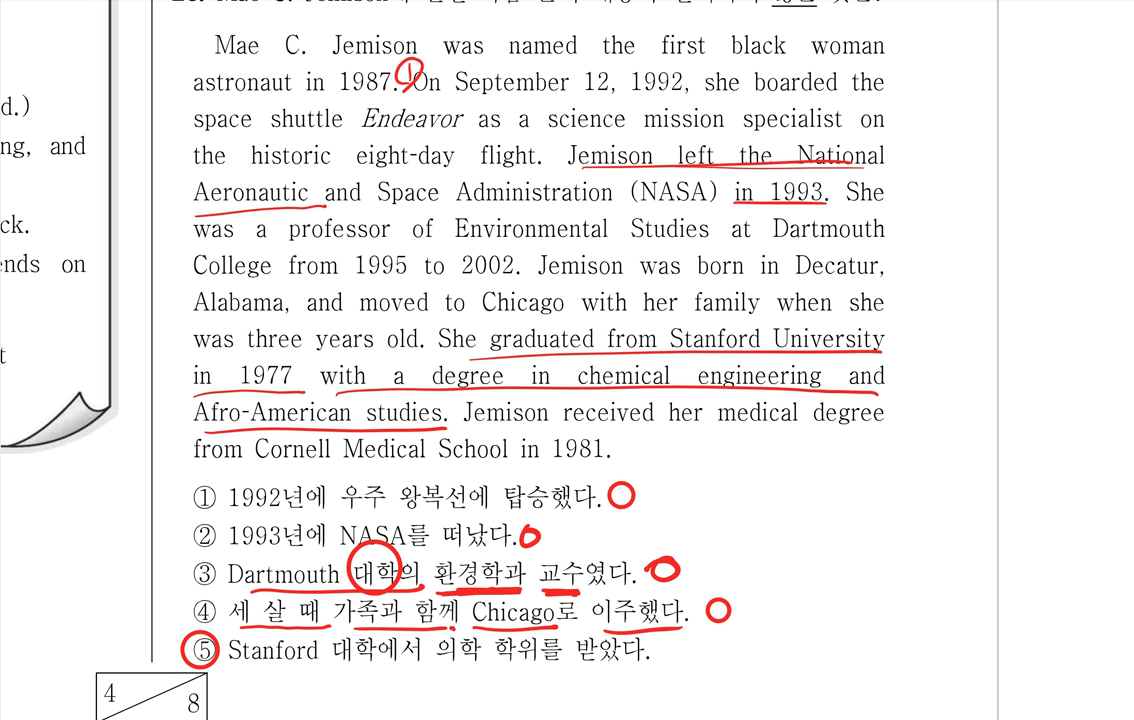 Mae C. Jemison was named the first black woman
astronaut in 1987. ① On September 12, 1992, she boarded the
d.)
space shuttle Endeavor as a science mission specialist on
ng, and
the historic eight-day flight. Jemison left the National
Aeronautic and Space Administration (NASA) in 1993. She
ck.
was a professor of Environmental Studies at Dartmouth
ends on
College from 1995 to 2002. Jemison was born in Decatur,
Alabama, and moved to Chicago with her family when she
was three years old. She graduated from Stanford University
t
in 1977 with a degree in chemical engineering and
Afro-American studies. Jemison received her medical degree
from Cornell Medical School in 1981.
① 1992년에 우주 왕복선에 탑승했다.
② 1993년에 NASA를 떠났다.
③ Dartmouth 대학의 환경학과 교수였다.
④ 세 살 때 가족과 함께 Chicago로 이주했다.
⑤ Stanford 대학에서 의학 학위를 받았다.
4
8